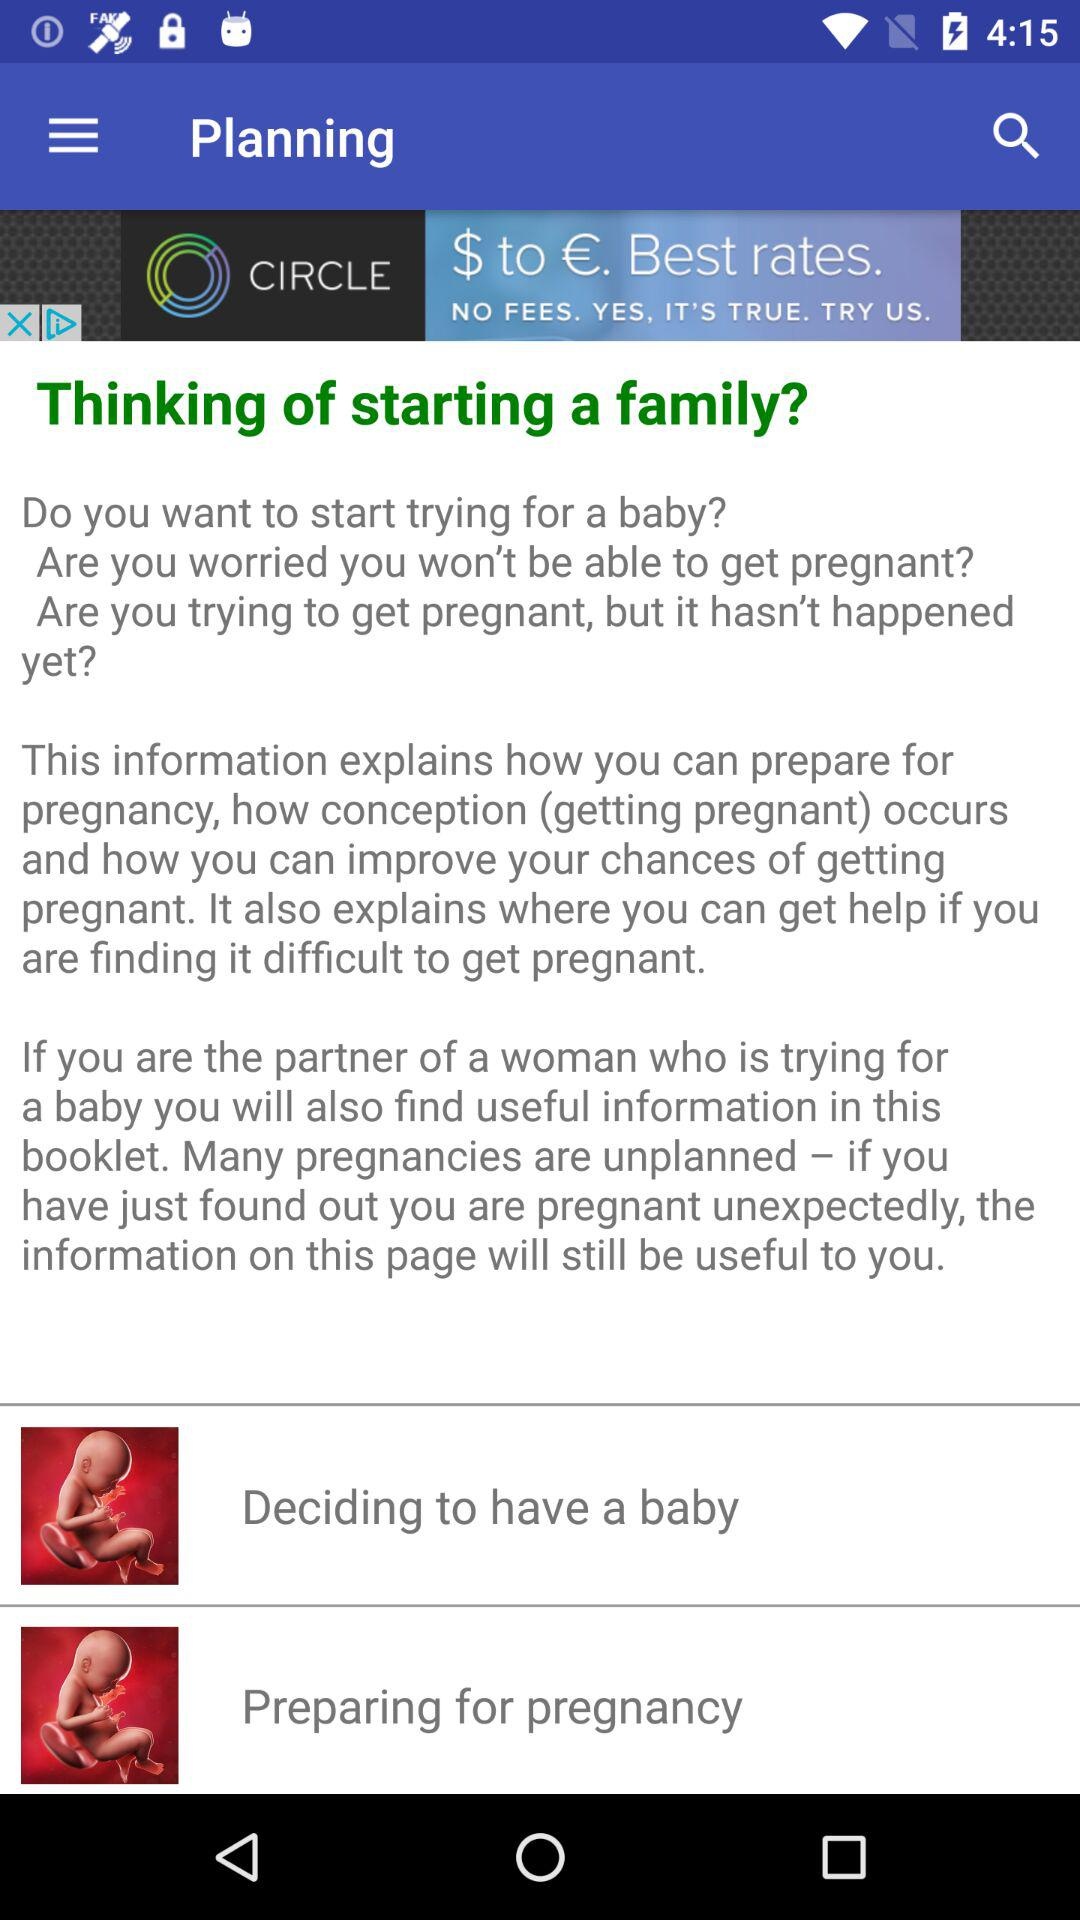 FAKE
4:15
Planning
CIRCLE
$ to €. Best rates.
NO FEES. YES, IT'S TRUE. TRY US.
Thinking of starting a family?
Do you want to start trying for a baby?
Are you worried you won’t be able to get pregnant?
Are you trying to get pregnant, but it hasn’t happened
yet?
This information explains how you can prepare for
pregnancy, how conception (getting pregnant) occurs
and how you can improve your chances of getting
pregnant. It also explains where you can get help if you
are finding it difficult to get pregnant.
If you are the partner of a woman who is trying for
a baby you will also find useful information in this
booklet. Many pregnancies are unplanned – if you
have just found out you are pregnant unexpectedly, the
information on this page will still be useful to you.
Deciding to have a baby
Preparing for pregnancy